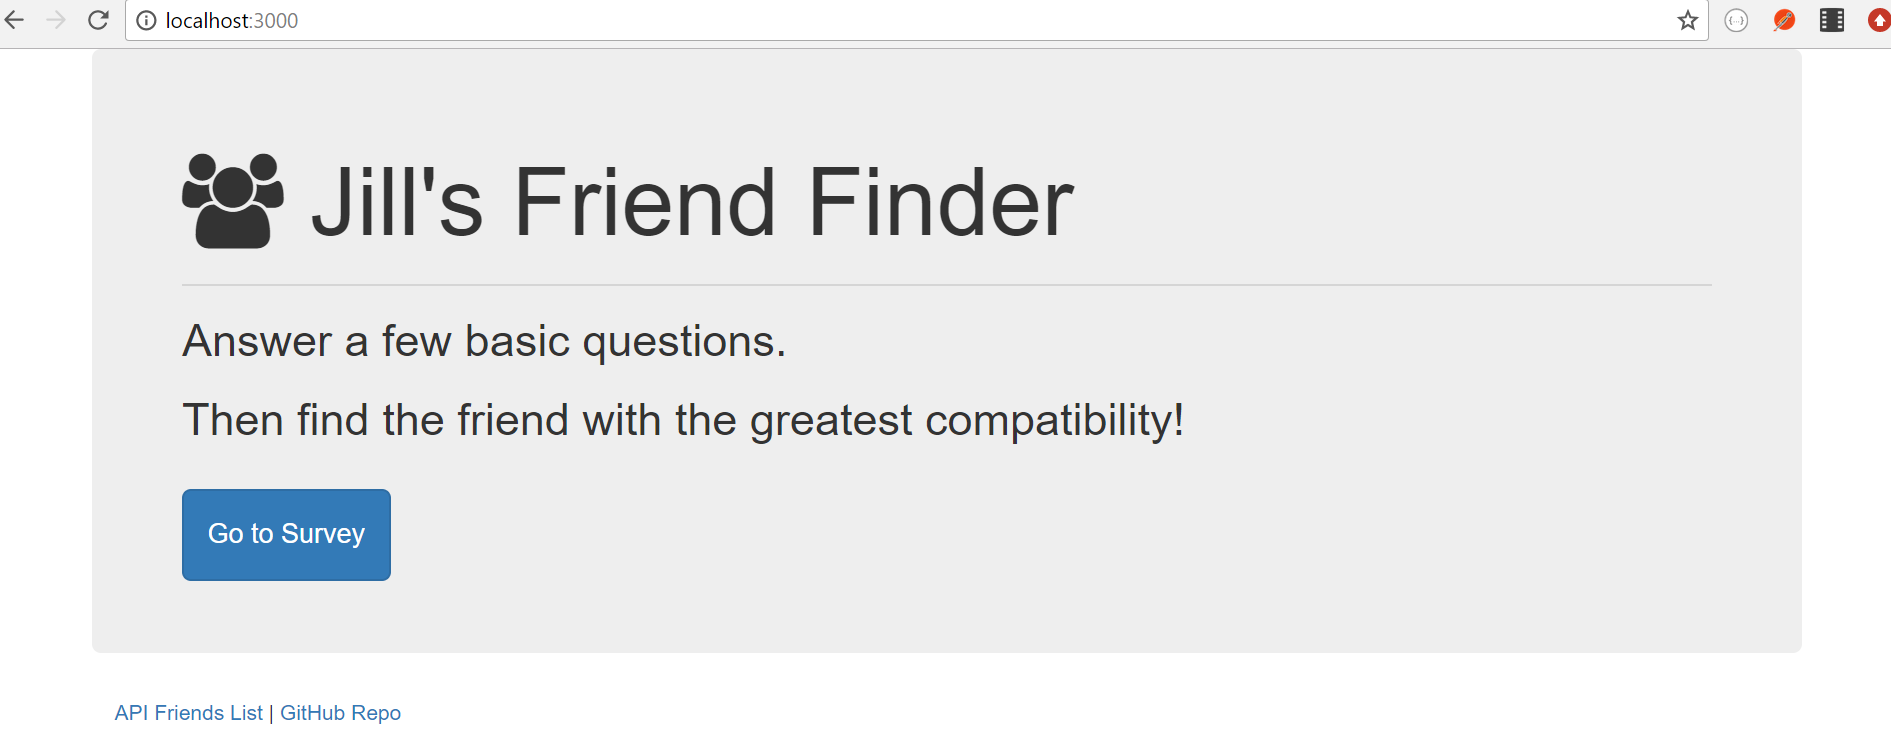 localhost:3000
Jill's Friend Finder
Answer a few basic questions.
Then find the friend with the greatest compatibility!
Go to Survey
API Friends List | GitHub Repo